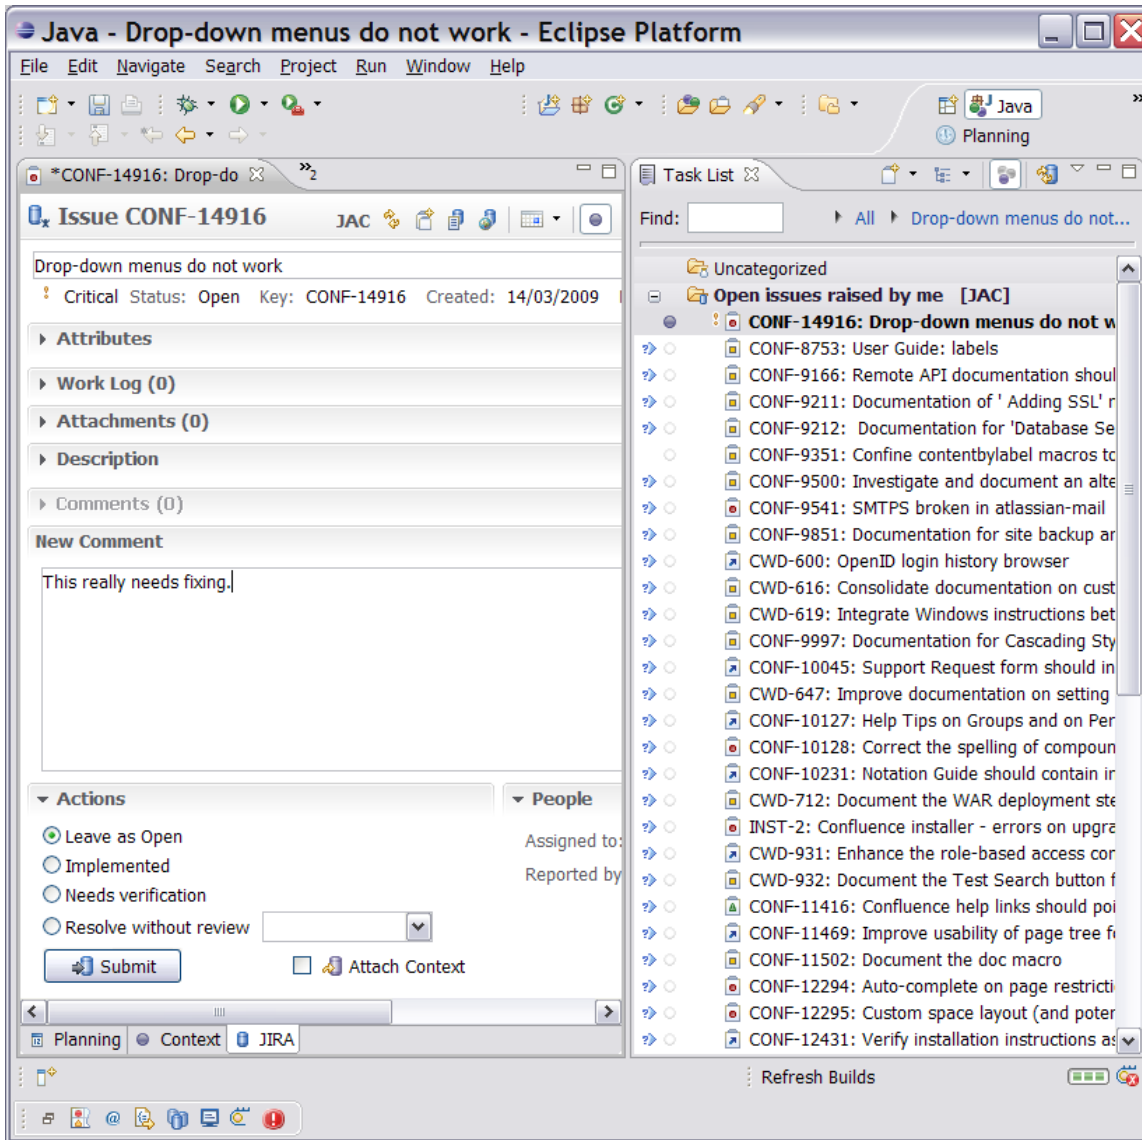 Java - Drop-down menus do not work - Eclipse Platform
File Edit Navigate Search Project Run Window Help
Java
Planning
*CONF-14916: Drop-do
2
Issue CONF-14916 JAC
Drop-down menus do not work
Critical Status: Open Key: CONF-14916 Created: 14/03/2009
Attributes
Work Log (0)
Attachments (0)
Description
Comments (0)
New Comment
This really needs fixing.
Actions
Leave as Open
Implemented
Needs verification
Resolve without review
Submit Attach Context
People
Assigned to:
Reported by
Planning Context JIRA
Task List
Find: All Drop-down menus do not...
Uncategorized
Open issues raised by me [JAC]
CONF-14916: Drop-down menus do not w
CONF-8753: User Guide: labels
CONF-9166: Remote API documentation shoul
CONF-9211: Documentation of ' Adding SSL' r
CONF-9212: Documentation for 'Database Se
CONF-9351: Confine contentbylabel macros to
CONF-9500: Investigate and document an alte
CONF-9541: SMTPS broken in atlassian-mail
CONF-9851: Documentation for site backup ar
CWD-600: OpenID login history browser
CWD-616: Consolidate documentation on cust
CWD-619: Integrate Windows instructions bet
CONF-9997: Documentation for Cascading Sty
CONF-10045: Support Request form should in
CWD-647: Improve documentation on setting
CONF-10127: Help Tips on Groups and on Per
CONF-10128: Correct the spelling of compoun
CONF-10231: Notation Guide should contain ir
CWD-712: Document the WAR deployment ste
INST-2: Confluence installer - errors on upgra
CWD-931: Enhance the role-based access cor
CWD-932: Document the Test Search button f
CONF-11416: Confluence help links should poi
CONF-11469: Improve usability of page tree fe
CONF-11502: Document the doc macro
CONF-12294: Auto-complete on page restricti
CONF-12295: Custom space layout (and poter
CONF-12431: Verify installation instructions as
Refresh Builds